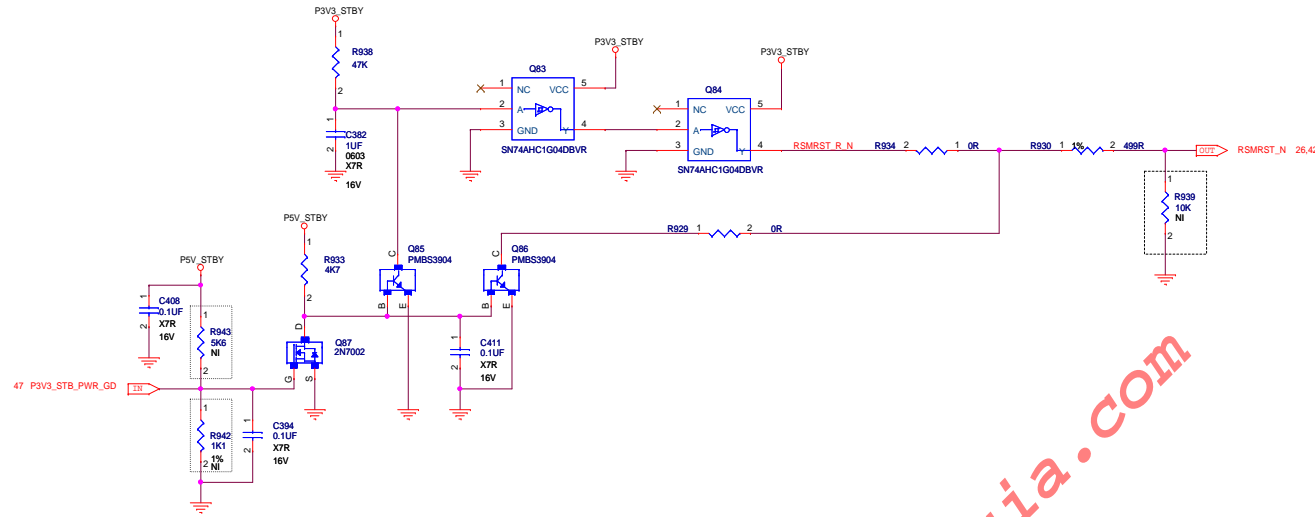 P3V3_STBY
1
R938
47K
2
P3V3_STBY
P3V3_STBY
Q83
1 NC VCC 5
2 A
3 GND Y 4
SN74AHC1G04DBVR
Q84
1 NC VCC 5
2 A
3 GND Y 4
SN74AHC1G04DBVR
1
C382
1UF
2 0603
X7R
16V
RSMRST_R_N
R934 2 1 0R
R930 1 1% 2 499R
OUT RSMRST_N 26,42
1
R939
10K
NI
2
R929 1 2 0R
P5V_STBY
1
R933
4K7
2
C
Q85
PMBS3904
B E
C
Q86
PMBS3904
B E
P5V_STBY
1
C408
0.1UF
2 X7R
16V
1
R943
5K6
NI
2
D
Q87
2N7002
G S
1
C411
0.1UF
2 X7R
16V
47 P3V3_STB_PWR_GD IN
1
R942
1K1
1%
2 NI
1
C394
0.1UF
2 X7R
16V
ia.com